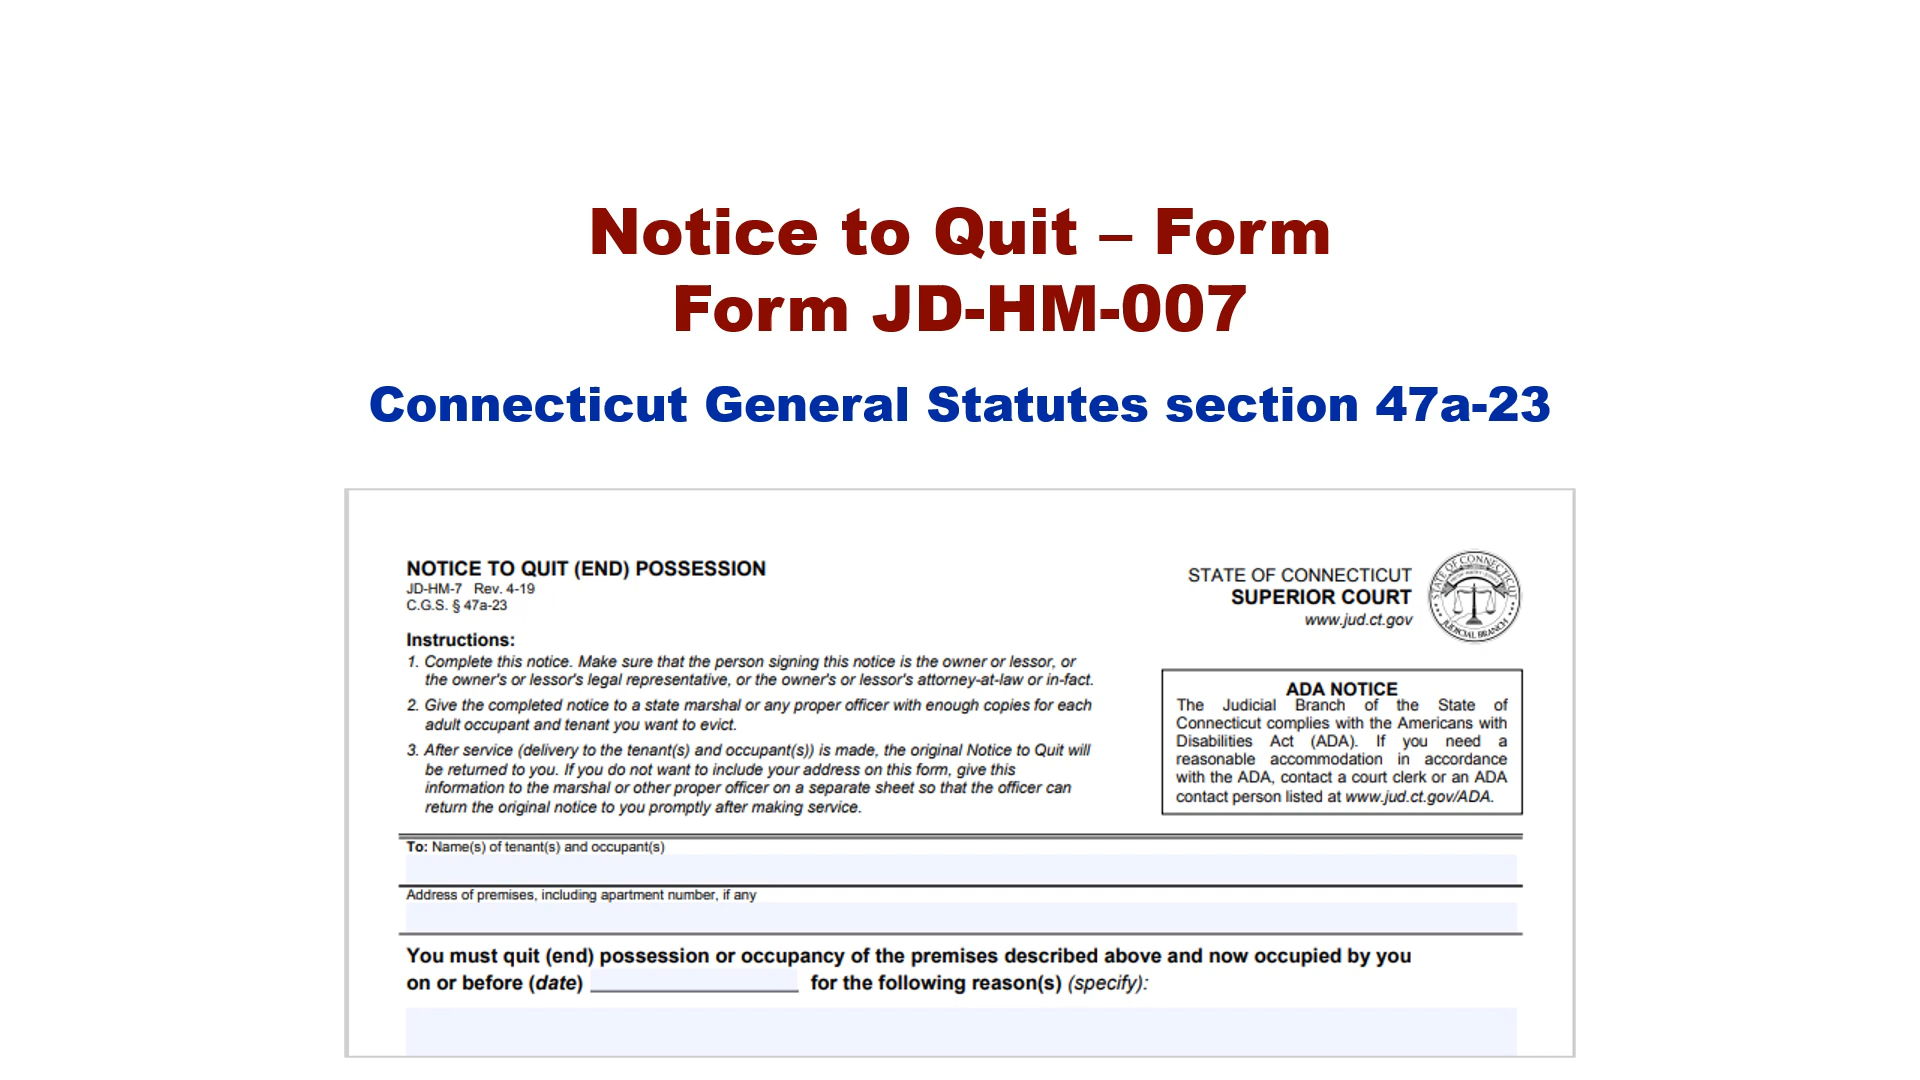 Notice to Quit – Form
Form JD-HM-007
Connecticut General Statutes section 47a-23
NOTICE TO QUIT (END) POSSESSION
JD-HM-7 Rev. 4-19
C.G.S. § 47a-23
STATE OF CONNECTICUT
SUPERIOR COURT
www.jud.ct.gov
STATE OF CONNECTICUT
JUDICIAL BRANCH
Instructions:
1. Complete this notice. Make sure that the person signing this notice is the owner or lessor, or
the owner's or lessor's legal representative, or the owner's or lessor's attorney-at-law or in-fact.
2. Give the completed notice to a state marshal or any proper officer with enough copies for each
adult occupant and tenant you want to evict.
3. After service (delivery to the tenant(s) and occupant(s)) is made, the original Notice to Quit will
be returned to you. If you do not want to include your address on this form, give this
information to the marshal or other proper officer on a separate sheet so that the officer can
return the original notice to you promptly after making service.
ADA NOTICE
The Judicial Branch of the State of
Connecticut complies with the Americans with
Disabilities Act (ADA). If you need a
reasonable accommodation in accordance
with the ADA, contact a court clerk or an ADA
contact person listed at www.jud.ct.gov/ADA.
To: Name(s) of tenant(s) and occupant(s)
Address of premises, including apartment number, if any
You must quit (end) possession or occupancy of the premises described above and now occupied by you
on or before (date) for the following reason(s) (specify):